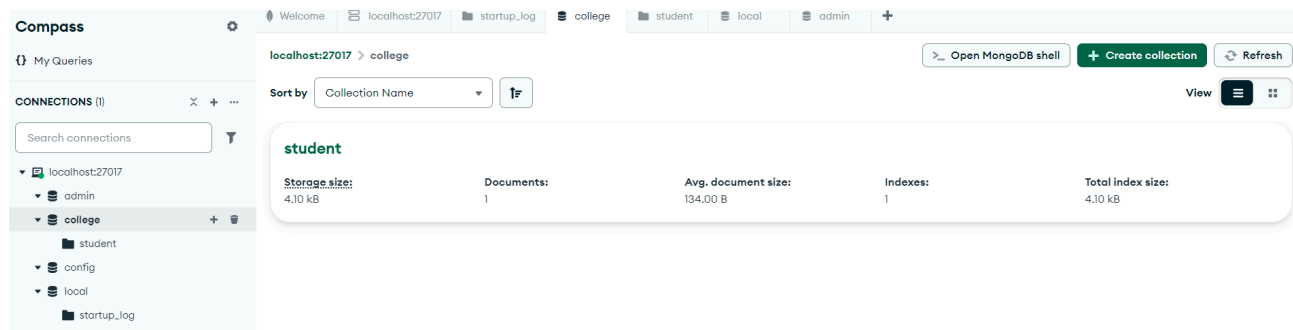 Compass
My Queries
CONNECTIONS (1)
Search connections
localhost:27017
admin
college
student
config
local
startup_log
Welcome localhost:27017 startup_log college student local admin
localhost:27017 > college
>_ Open MongoDB shell + Create collection Refresh
Sort by Collection Name View
student
Storage size: Documents: Avg. document size: Indexes: Total index size:
4.10 kB 1 134.00 B 1 4.10 kB